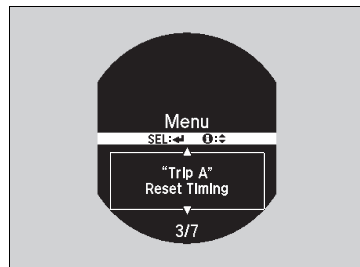 Menu
SEL:↵ ℹ:⬍
“Trip A”
Reset Timing
3/7